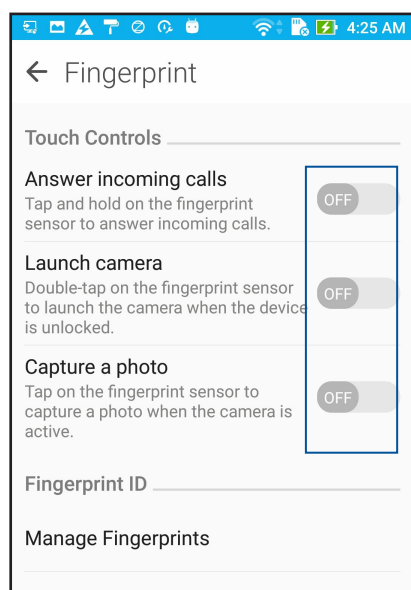 4:25 AM
Fingerprint
Touch Controls
Answer incoming calls
Tap and hold on the fingerprint
sensor to answer incoming calls.
OFF
Launch camera
Double-tap on the fingerprint sensor
to launch the camera when the device
is unlocked.
OFF
Capture a photo
Tap on the fingerprint sensor to
capture a photo when the camera is
active.
OFF
Fingerprint ID
Manage Fingerprints